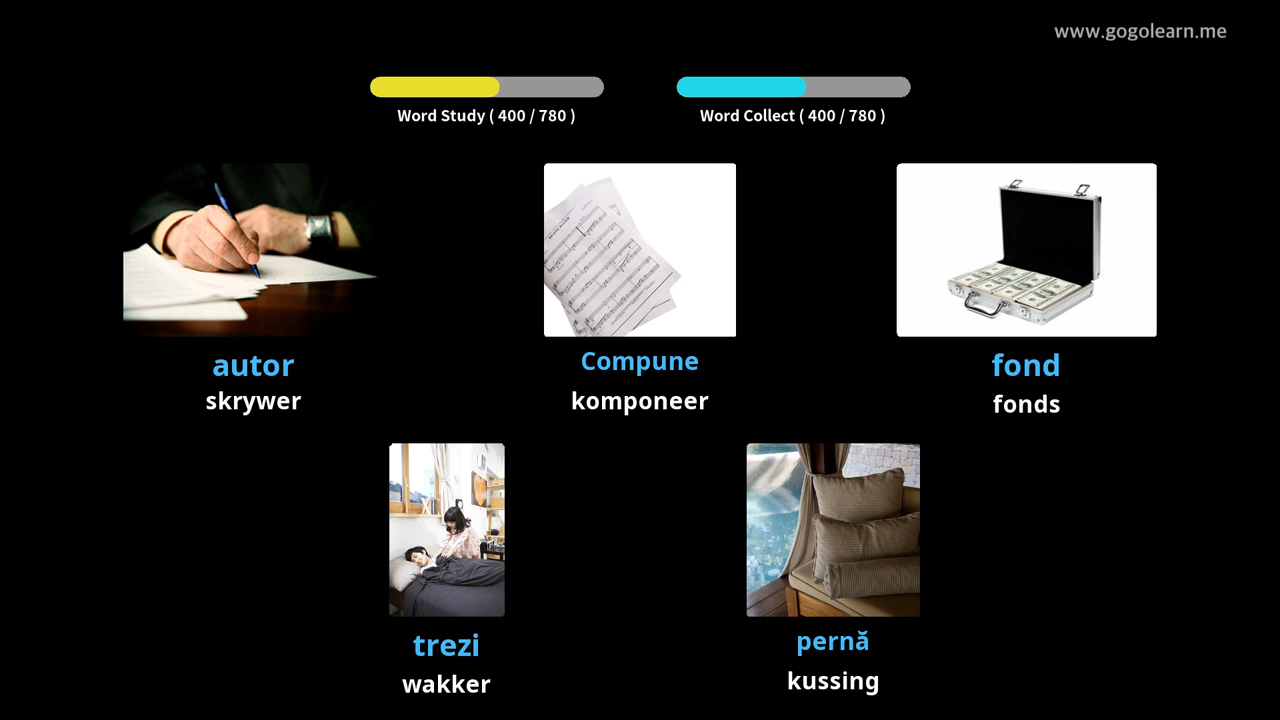 www.gogolearn.me
Word Study ( 400 / 780 )
Word Collect ( 400 / 780 )
autor
skrywer
Compune
komponeer
fond
fonds
trezi
wakker
pernă
kussing